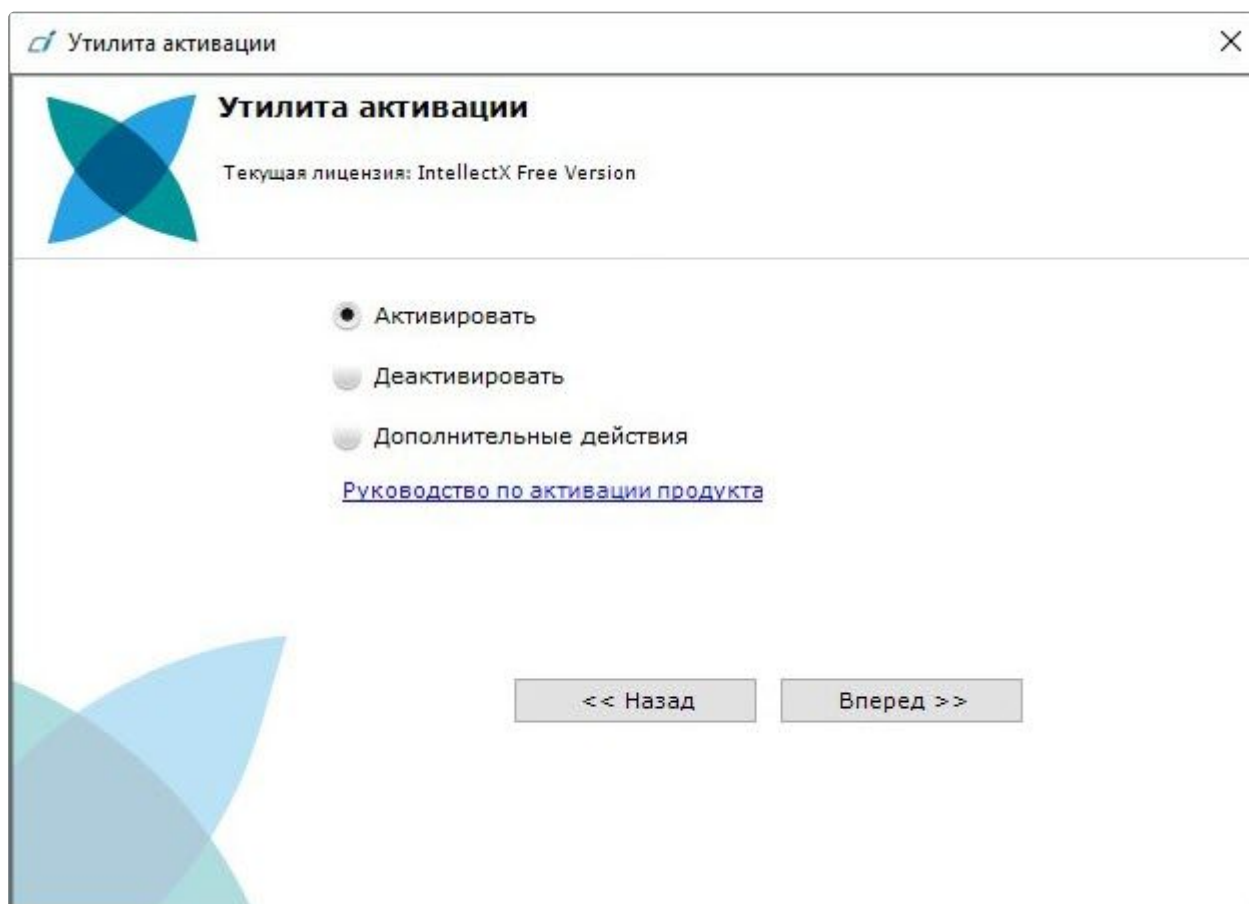 Утилита активации
Утилита активации
Текущая лицензия: IntellectX Free Version
Активировать
Деактивировать
Дополнительные действия
Руководство по активации продукта
<< Назад
Вперед >>